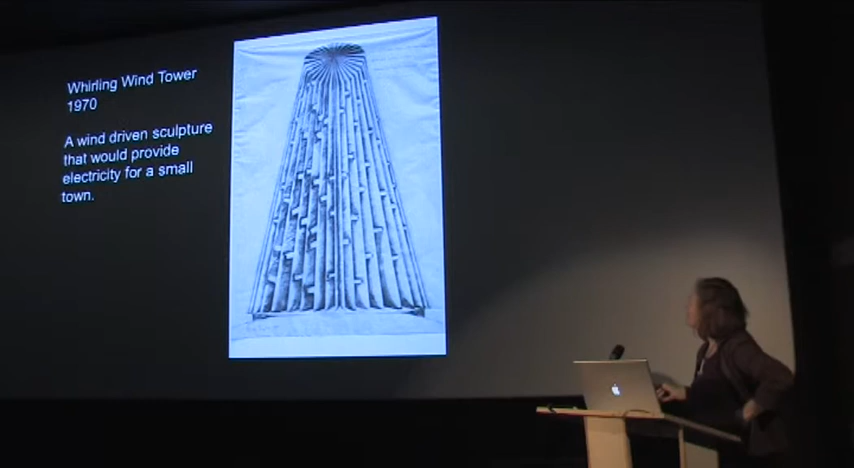 Whirling Wind Tower
1970
A wind driven sculpture
that would provide
electricity for a small
town.